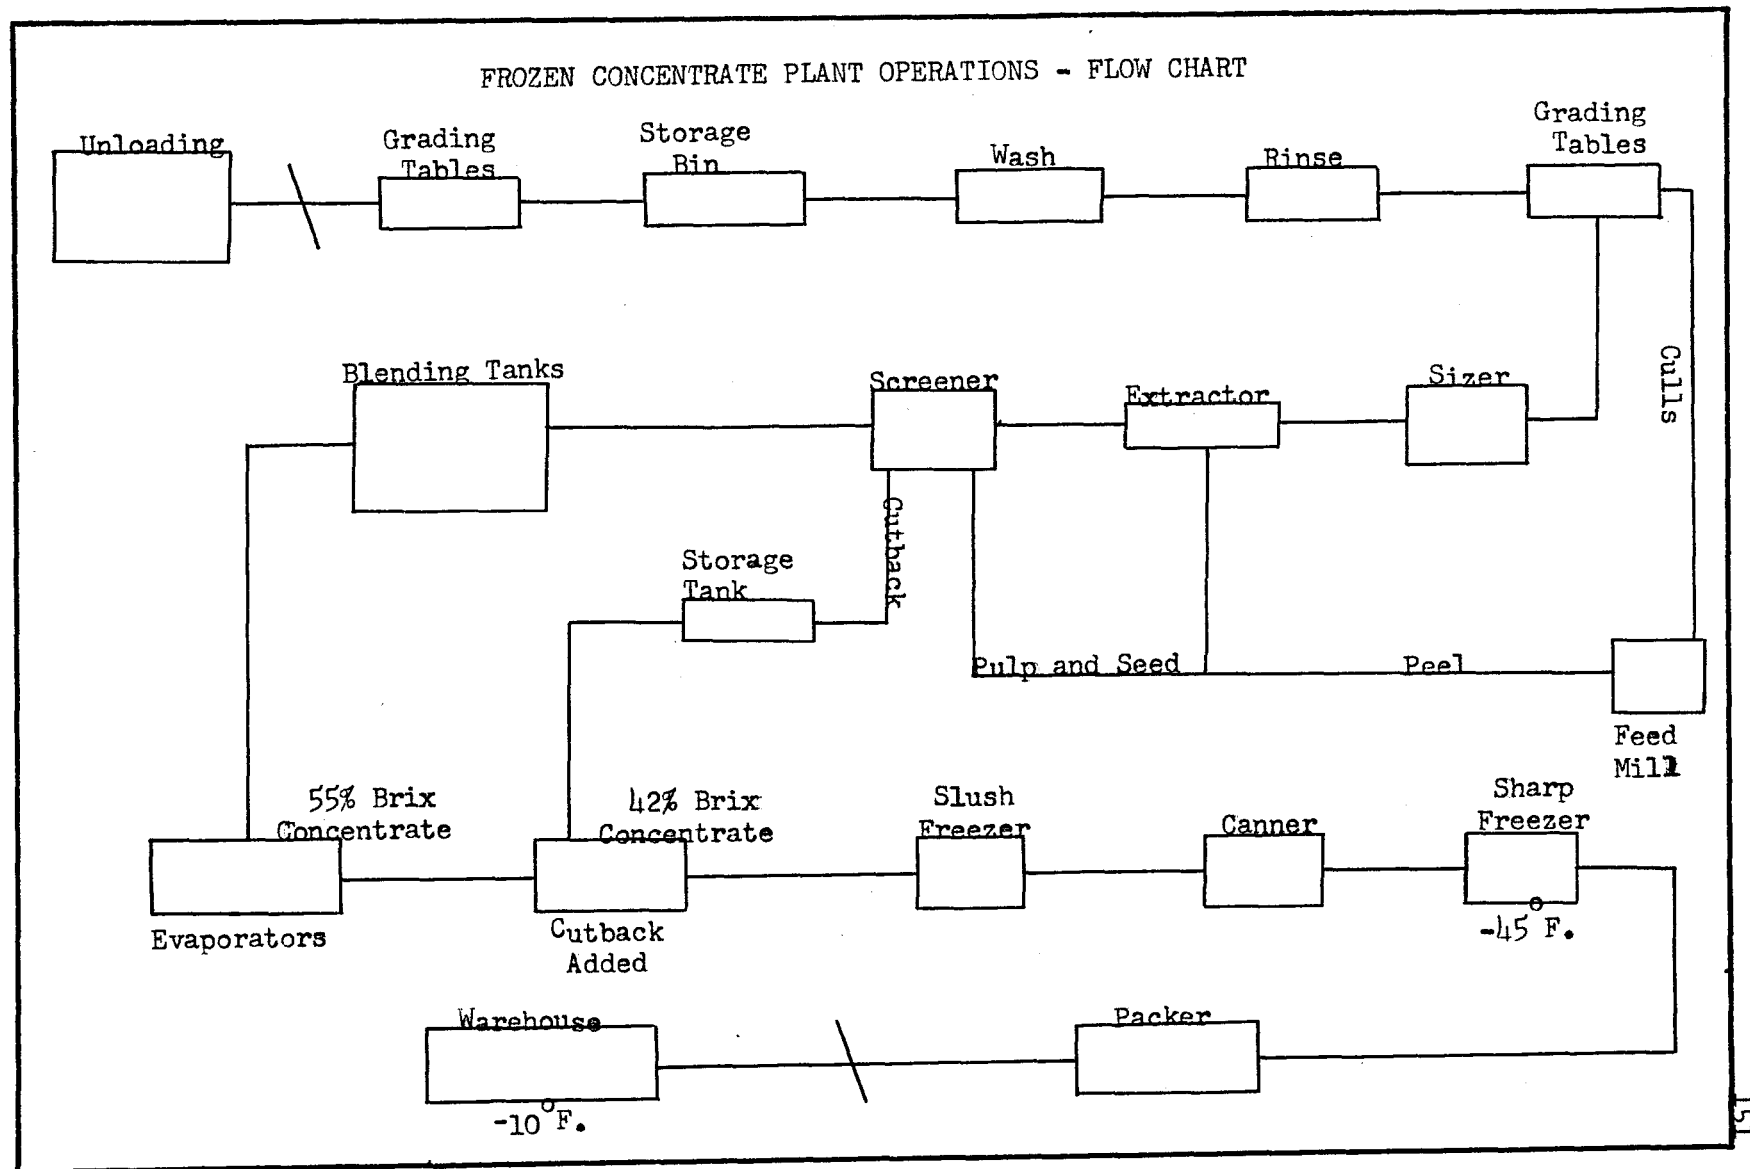 FROZEN CONCENTRATE PLANT OPERATIONS - FLOW CHART
Unloading
Grading
Tables
Storage
Bin
Wash
Rinse
Grading
Tables
Culls
Blending Tanks
Screener
Extractor
Sizer
Cutback
Storage
Tank
Pulp and Seed
Peel
Feed
Mill
55% Brix
Concentrate
42% Brix
Concentrate
Slush
Freezer
Canner
Sharp
Freezer
Evaporators
Cutback
Added
-45°F.
Warehouse
Packer
-10°F.
151